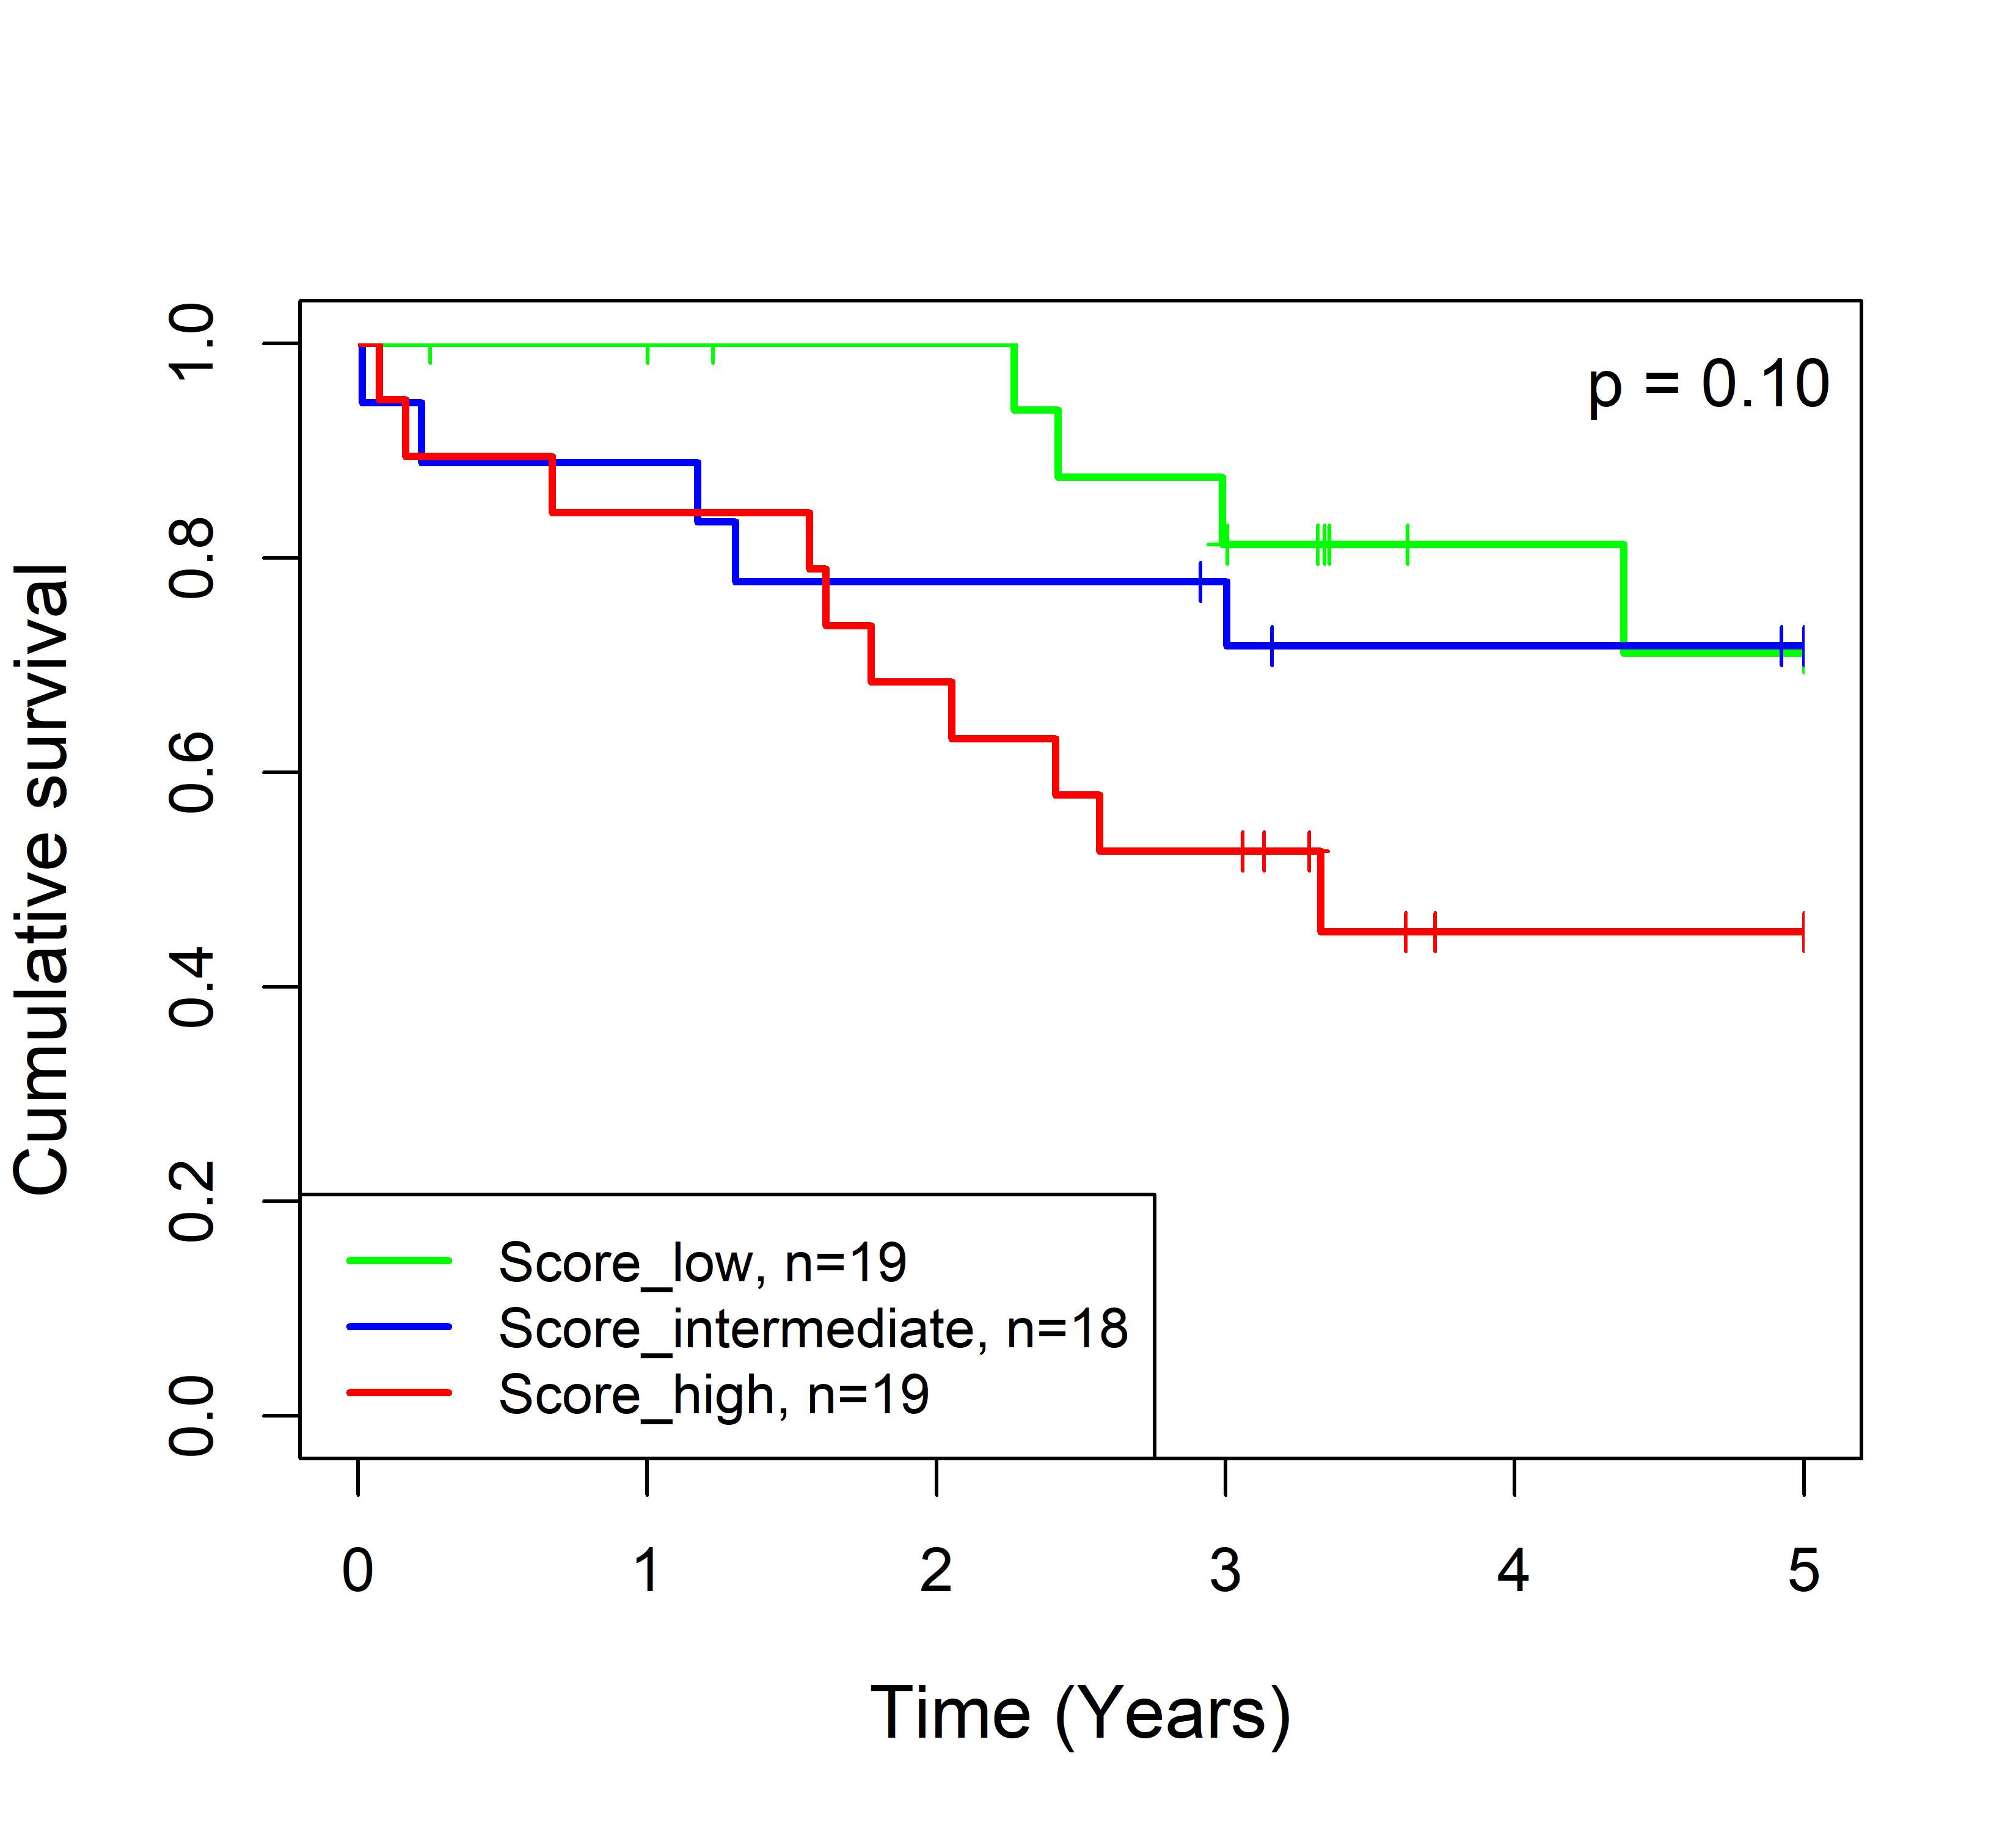 p = 0.10
Cumulative survival
1.0
0.8
0.6
0.4
0.2
0.0
Score_low, n=19
Score_intermediate, n=18
Score_high, n=19
0 1 2 3 4 5
Time (Years)